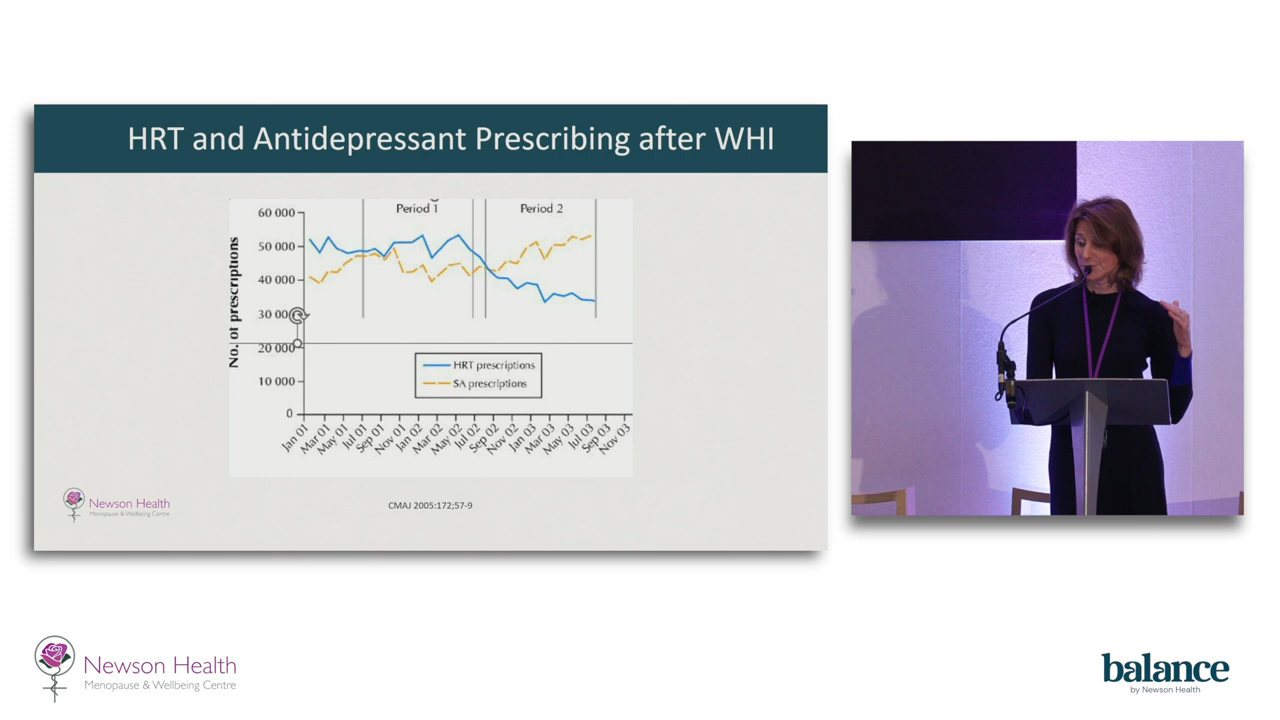 HRT and Antidepressant Prescribing after WHI
Period 1
Period 2
No. of prescriptions
60 000
50 000
40 000
30 000
20 000
10 000
0
HRT prescriptions
SA prescriptions
Jan 01
Mar 01
May 01
Jul 01
Sep 01
Nov 01
Jan 02
Mar 02
May 02
Jul 02
Sep 02
Nov 02
Jan 03
Mar 03
May 03
Jul 03
Sep 03
Nov 03
Newson Health
Menopause & Wellbeing Centre
CMAJ 2005:172;57-9
Newson Health
Menopause & Wellbeing Centre
balance
by Newson Health